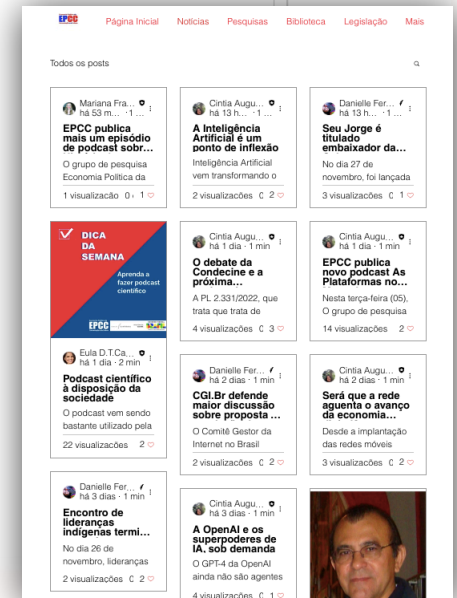 EPCC
Página Inicial Notícias Pesquisas Biblioteca Legislação Mais
Todos os posts
Mariana Fra...
há 53 m... · 1 ...
EPCC publica
mais um episódio
de podcast sobr...
O grupo de pesquisa
Economia Política da
1 visualização 0 1
Cintia Augu...
há 13 h... · 1 ...
A Inteligência
Artificial é um
ponto de inflexão
Inteligência Artificial
vem transformando o
2 visualizações 0 2
Danielle Fer...
há 13 h... · 1 ...
Seu Jorge é
titulado
embaixador da...
No dia 27 de
novembro, foi lançada
3 visualizações 0 1
DICA
DA
SEMANA
Aprenda a
fazer podcast
científico
EPCC
Eula D.T.Ca...
há 1 dia · 2 min
Podcast científico
à disposição da
sociedade
O podcast vem sendo
bastante utilizado pela
22 visualizações 2
Cintia Augu...
há 1 dia · 1 min
O debate da
Condecine e a
próxima...
A PL 2.331/2022, que
trata que trata de
4 visualizações 0 3
Cintia Augu...
há 1 dia · 1 min
EPCC publica
novo podcast As
Plataformas no...
Nesta terça-feira (05),
O grupo de pesquisa
14 visualizações 2
Danielle Fer...
há 2 dias · 1 min
CGI.Br defende
maior discussão
sobre proposta ...
O Comitê Gestor da
Internet no Brasil
2 visualizações 0 2
Cintia Augu...
há 2 dias · 1 min
Será que a rede
aguenta o avanço
da economia...
Desde a implantação
das redes móveis
3 visualizações 0 2
Danielle Fer...
há 3 dias · 1 min
Encontro de
lideranças
indígenas termi...
No dia 26 de
novembro, lideranças
2 visualizações 0 2
Cintia Augu...
há 3 dias · 1 min
A OpenAI e os
superpoderes de
IA, sob demanda
O GPT-4 da OpenAI
ainda não são agentes
4 visualizações 0 1